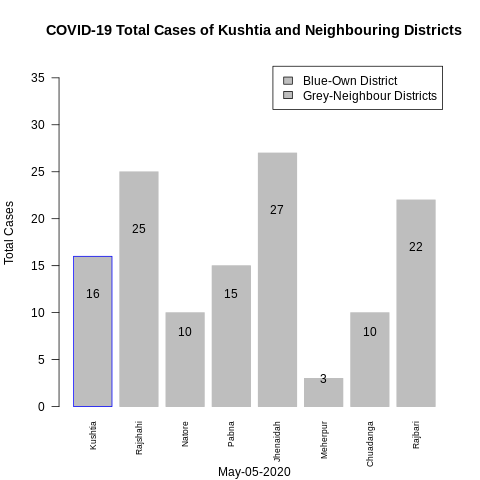 COVID-19 Total Cases of Kushtia and Neighbouring Districts
Blue-Own District
Grey-Neighbour Districts
Total Cases
35
30
25
20
15
10
5
0
16
25
10
15
27
3
10
22
Kushtia
Rajshahi
Natore
Pabna
Jhenaidah
Meherpur
Chuadanga
Rajbari
May-05-2020